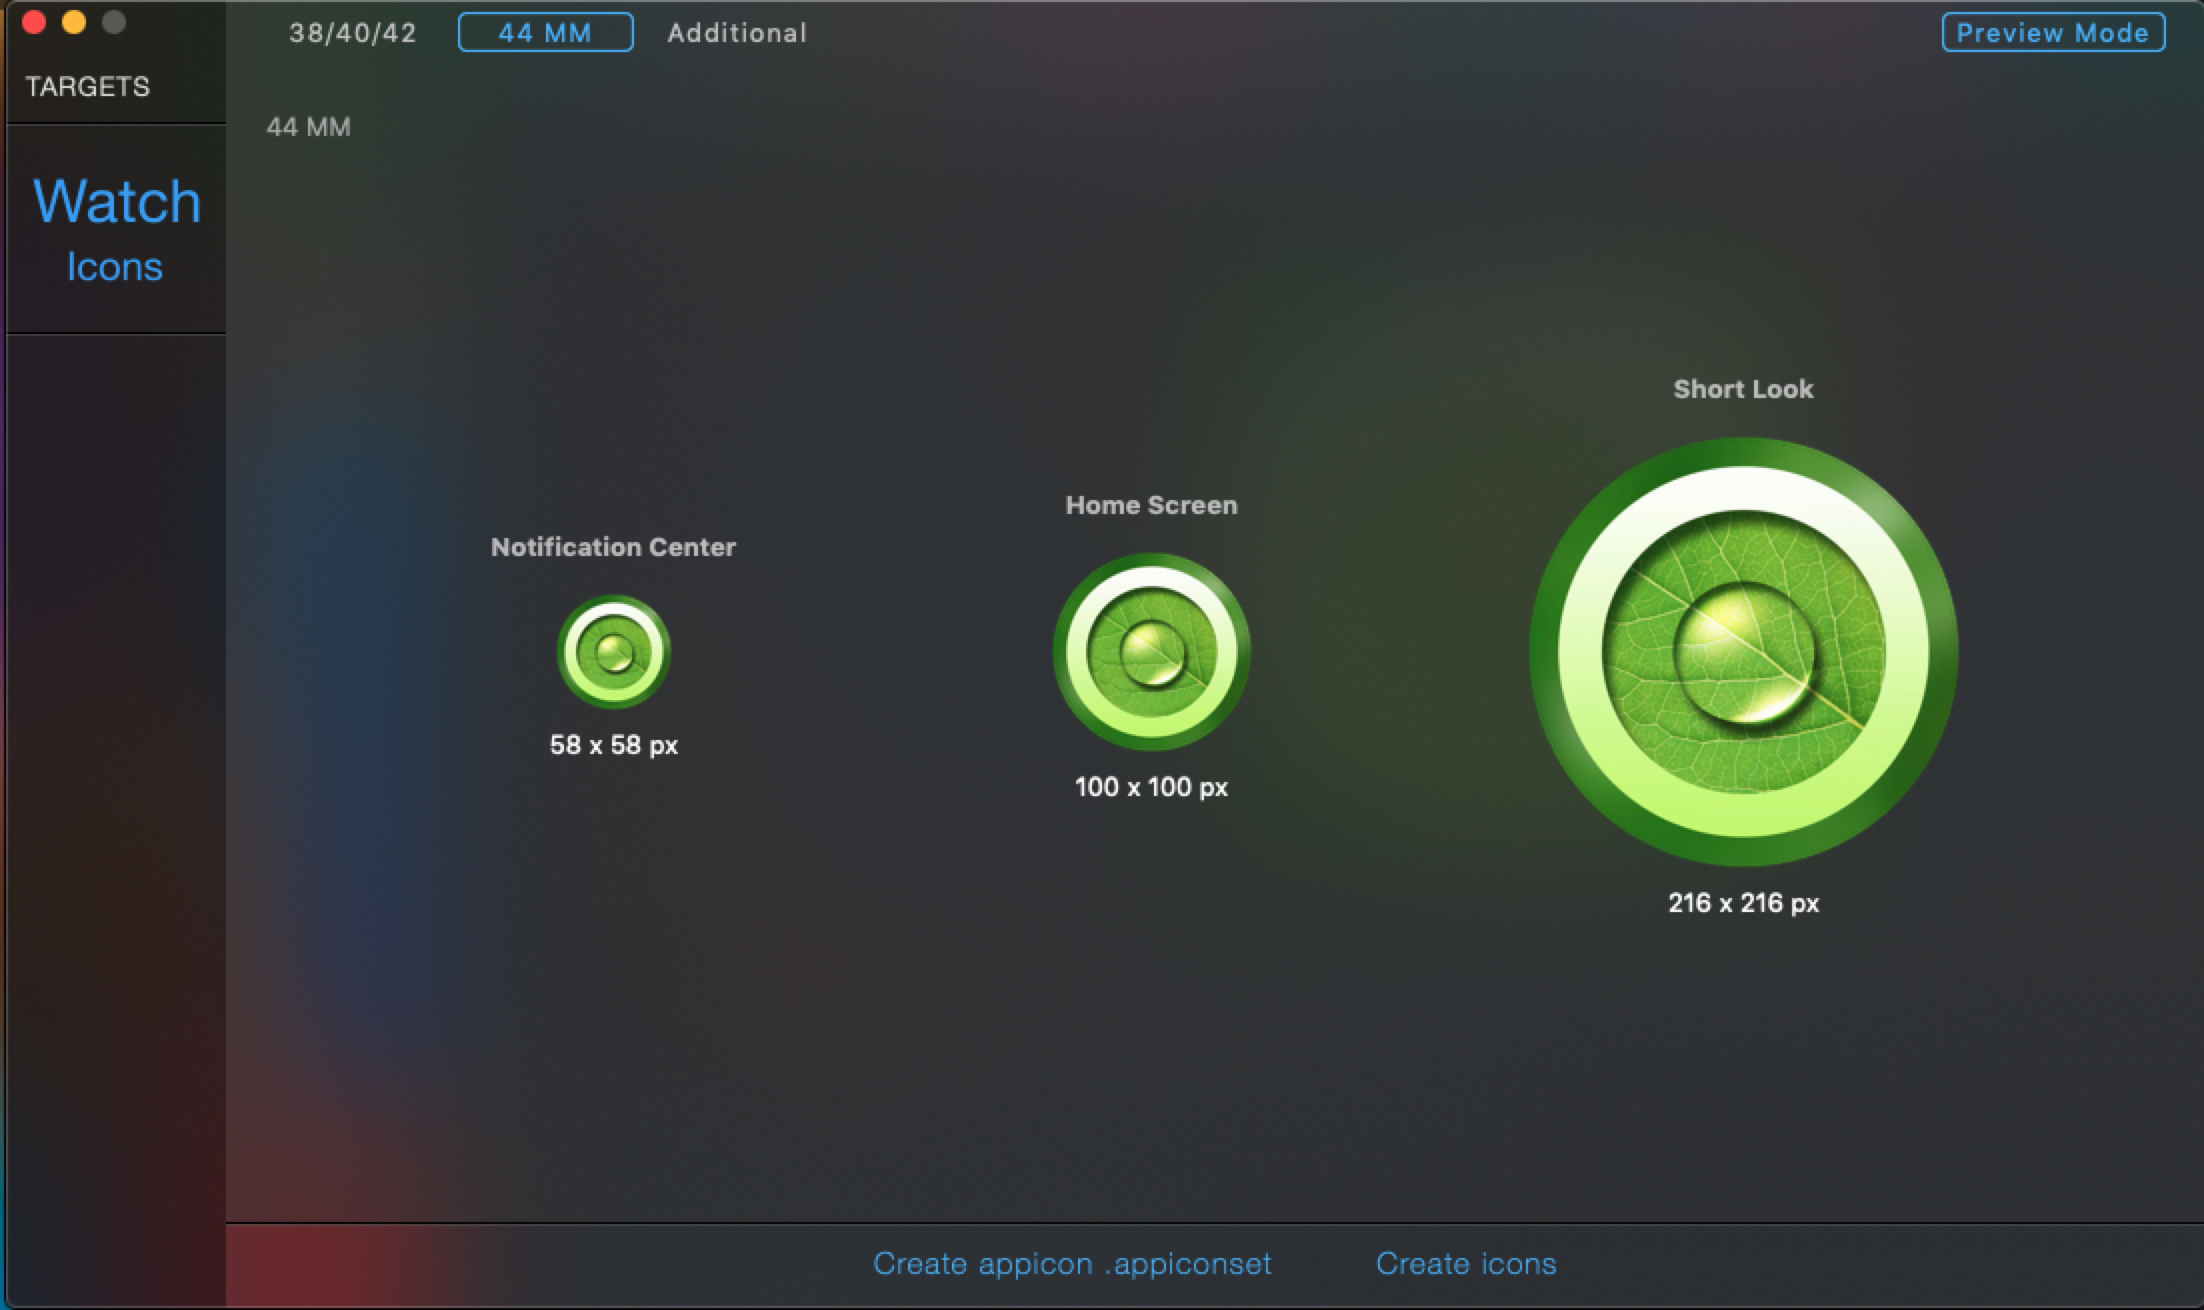 38/40/42
44 MM
Additional
Preview Mode
TARGETS
44 MM
Watch
Icons
Notification Center
58 x 58 px
Home Screen
100 x 100 px
Short Look
216 x 216 px
Create appicon .appiconset
Create icons